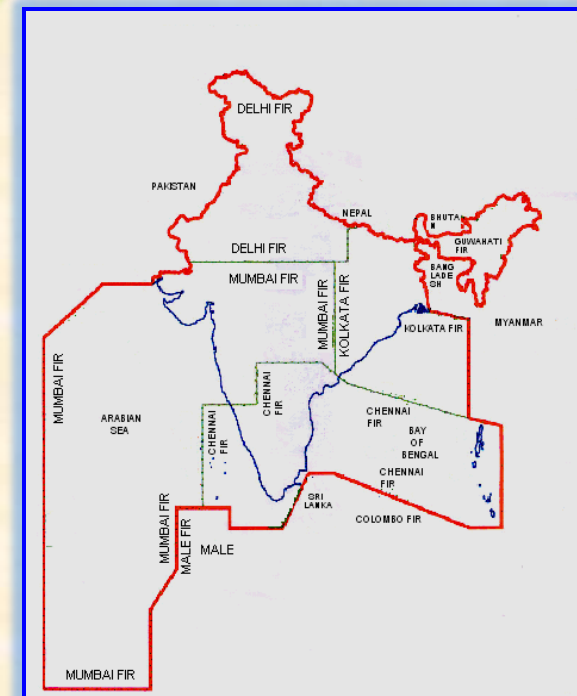 DELHI FIR
PAKISTAN
NEPAL
BHUTA
N
GUWAHATI
FIR
DELHI FIR
BANG
LADE
SH
MUMBAI FIR
MUMBAI FIR
KOLKATA FIR
KOLKATA FIR
MYANMAR
MUMBAI FIR
ARABIAN
SEA
CHENNAI
FIR
CHENNAI
FIR
CHENNAI
FIR
BAY
OF
BENGAL
CHENNAI
FIR
SRI
LANKA
COLOMBO FIR
MUMBAI FIR
MALE FIR
MALE
MUMBAI FIR